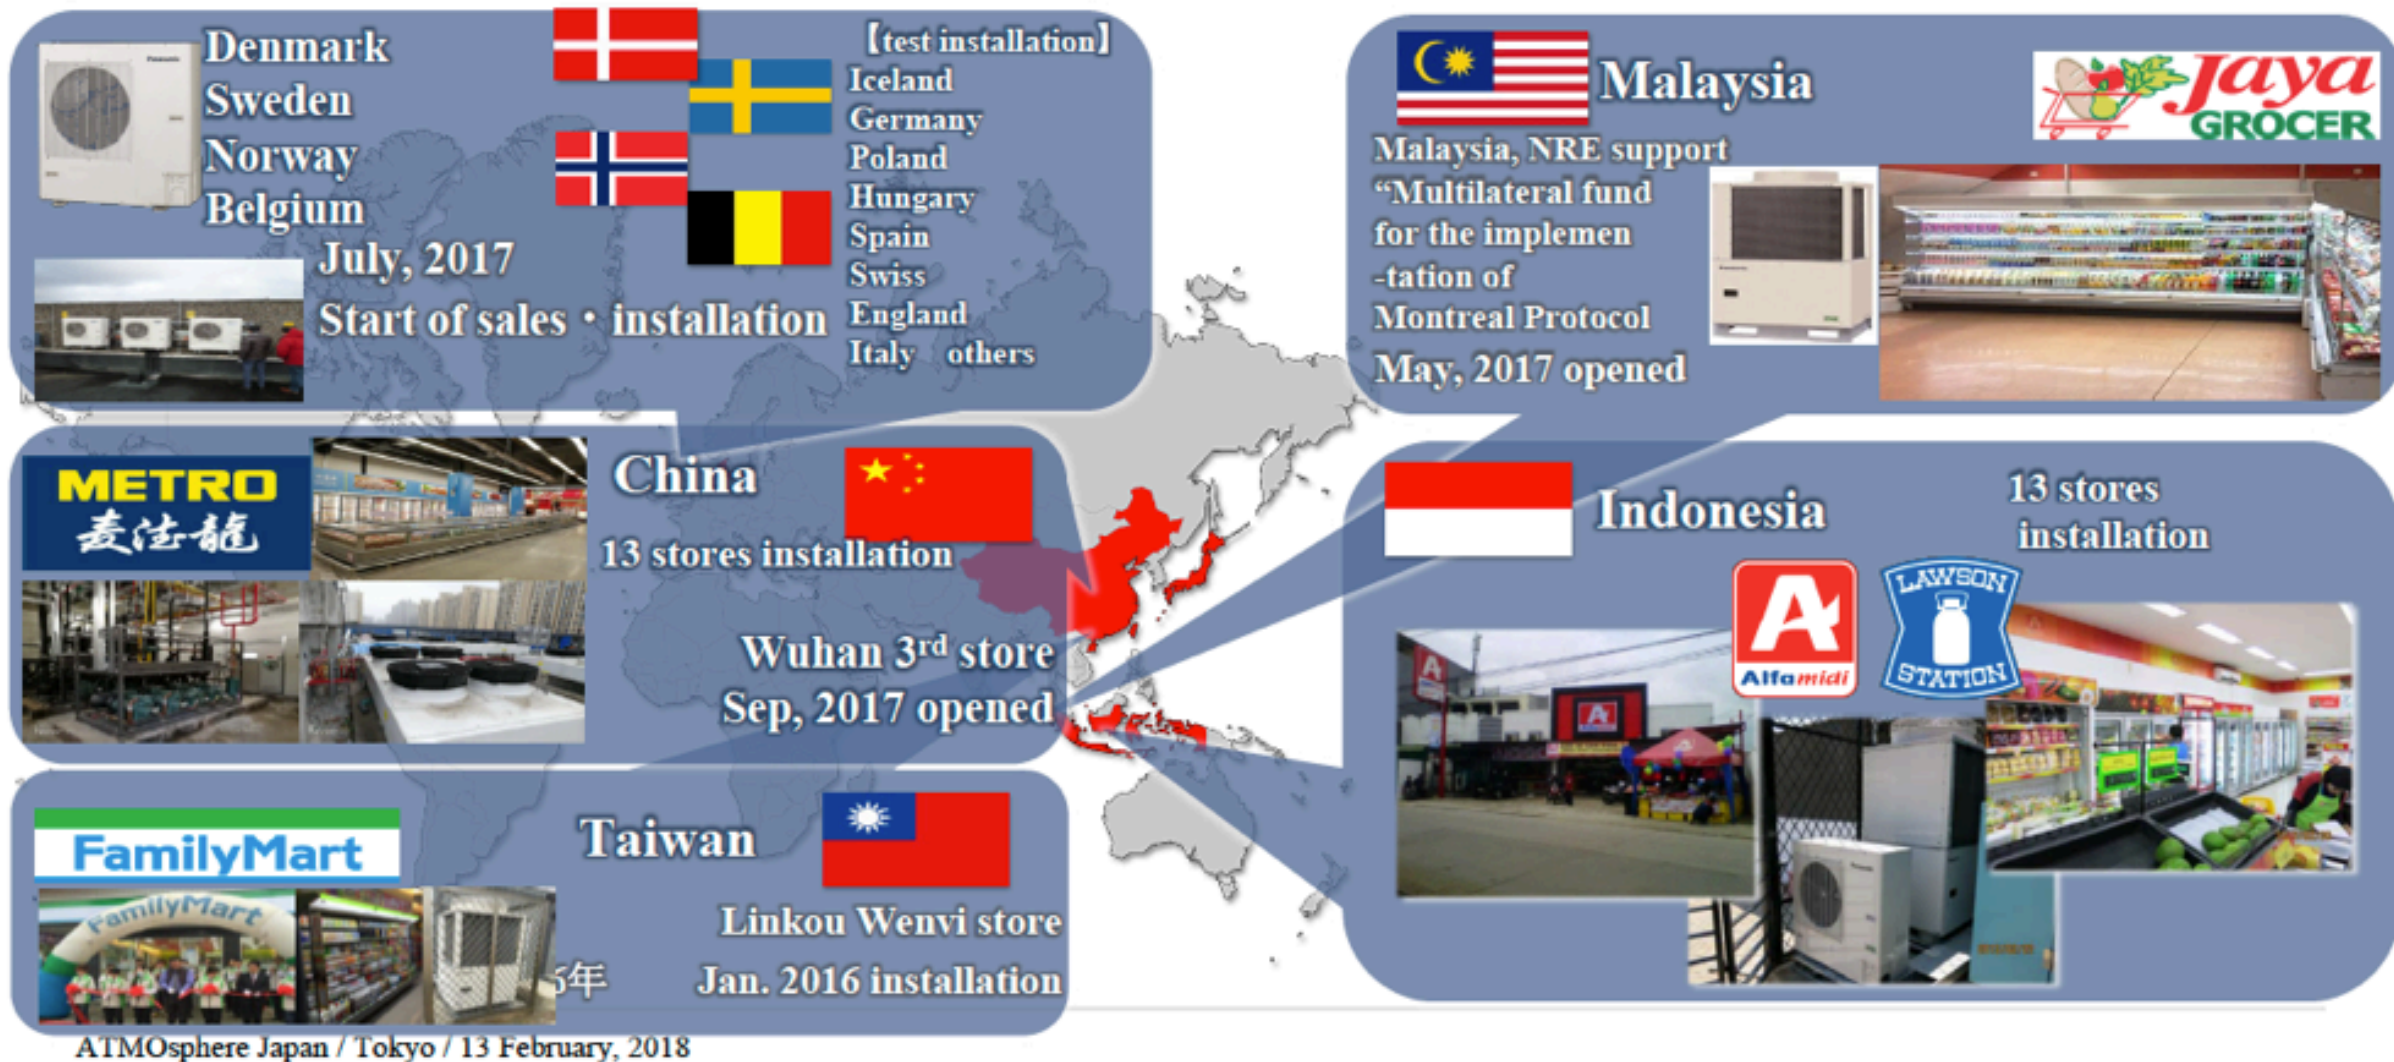 Denmark
Sweden
Norway
Belgium
July, 2017
Start of sales・installation
【test installation】
Iceland
Germany
Poland
Hungary
Spain
Swiss
England
Italy others
Malaysia
Jaya
GROCER
Malaysia, NRE support
“Multilateral fund
for the implemen
-tation of
Montreal Protocol
May, 2017 opened
METRO
麦德龍
China
13 stores installation
Wuhan 3rd store
Sep, 2017 opened
Indonesia
13 stores
installation
A
Alfamidi
LAWSON
STATION
FamilyMart
FamilyMart
Taiwan
Linkou Wenvi store
年
Jan. 2016 installation
ATMOsphere Japan / Tokyo / 13 February, 2018